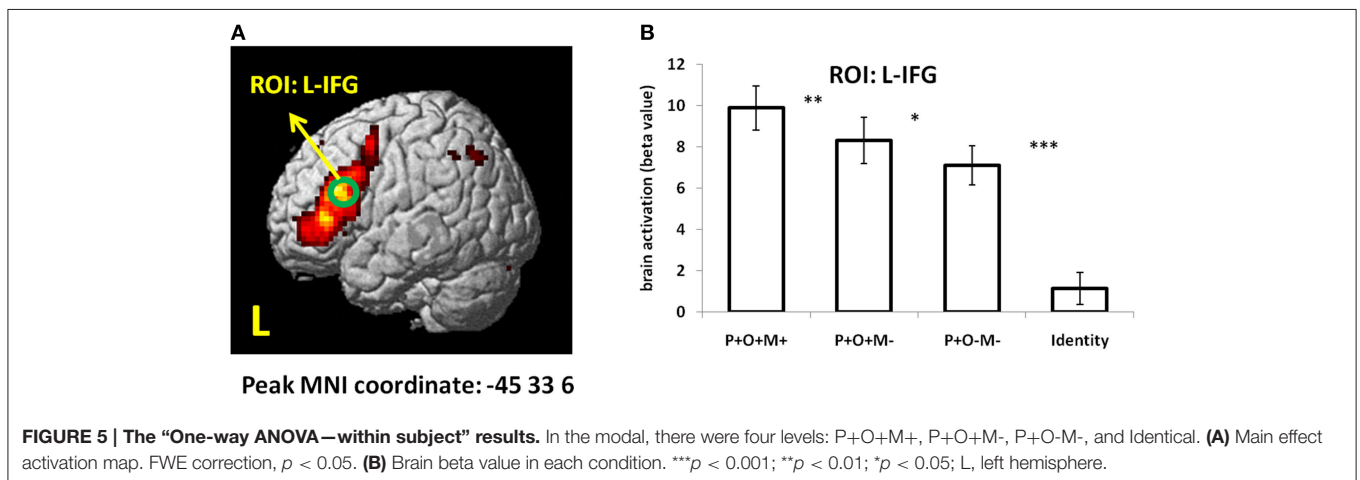 A
ROI: L-IFG
L
Peak MNI coordinate: -45 33 6
B
ROI: L-IFG
brain activation (beta value)
12
10
8
6
4
2
0
**
*
***
P+O+M+ P+O+M- P+O-M- Identity
FIGURE 5 | The “One-way ANOVA—within subject” results. In the modal, there were four levels: P+O+M+, P+O+M-, P+O-M-, and Identical. (A) Main effect
activation map. FWE correction, p < 0.05. (B) Brain beta value in each condition. ***p < 0.001; **p < 0.01; *p < 0.05; L, left hemisphere.